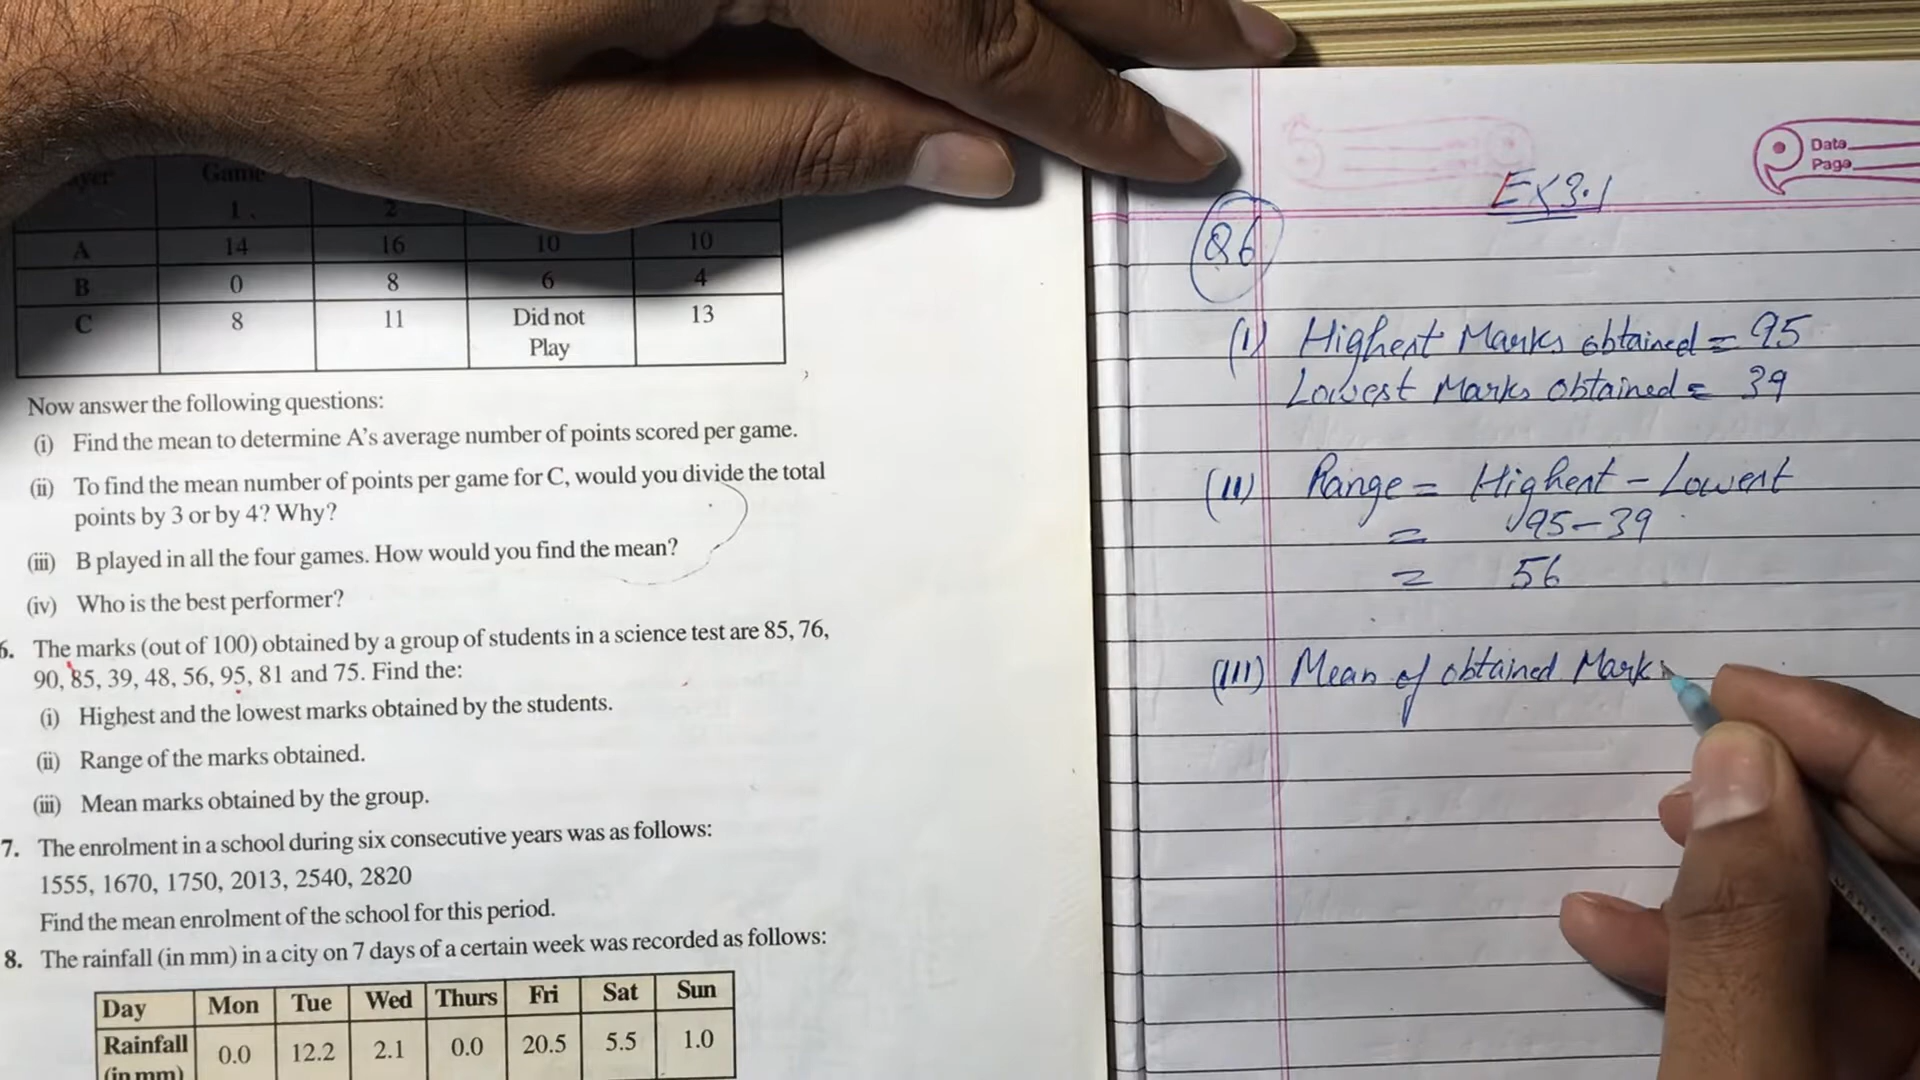 Game
1 2
A 14 16 10 10
B 0 8 6 4
C 8 11 Did not 13
Play
Now answer the following questions:
(i) Find the mean to determine A's average number of points scored per game.
(ii) To find the mean number of points per game for C, would you divide the total
points by 3 or by 4? Why?
(iii) B played in all the four games. How would you find the mean?
(iv) Who is the best performer?
6. The marks (out of 100) obtained by a group of students in a science test are 85, 76,
90, 85, 39, 48, 56, 95, 81 and 75. Find the:
(i) Highest and the lowest marks obtained by the students.
(ii) Range of the marks obtained.
(iii) Mean marks obtained by the group.
7. The enrolment in a school during six consecutive years was as follows:
1555, 1670, 1750, 2013, 2540, 2820
Find the mean enrolment of the school for this period.
8. The rainfall (in mm) in a city on 7 days of a certain week was recorded as follows:
Day Mon Tue Wed Thurs Fri Sat Sun
Rainfall 0.0 12.2 2.1 0.0 20.5 5.5 1.0
(in mm)
Date
Page
EX 3.1
Q6
(I) Highest Marks obtained = 95
Lowest Marks obtained = 39
(II) Range = Highest - Lowest
= 95-39
= 56
(III) Mean of obtained Mark